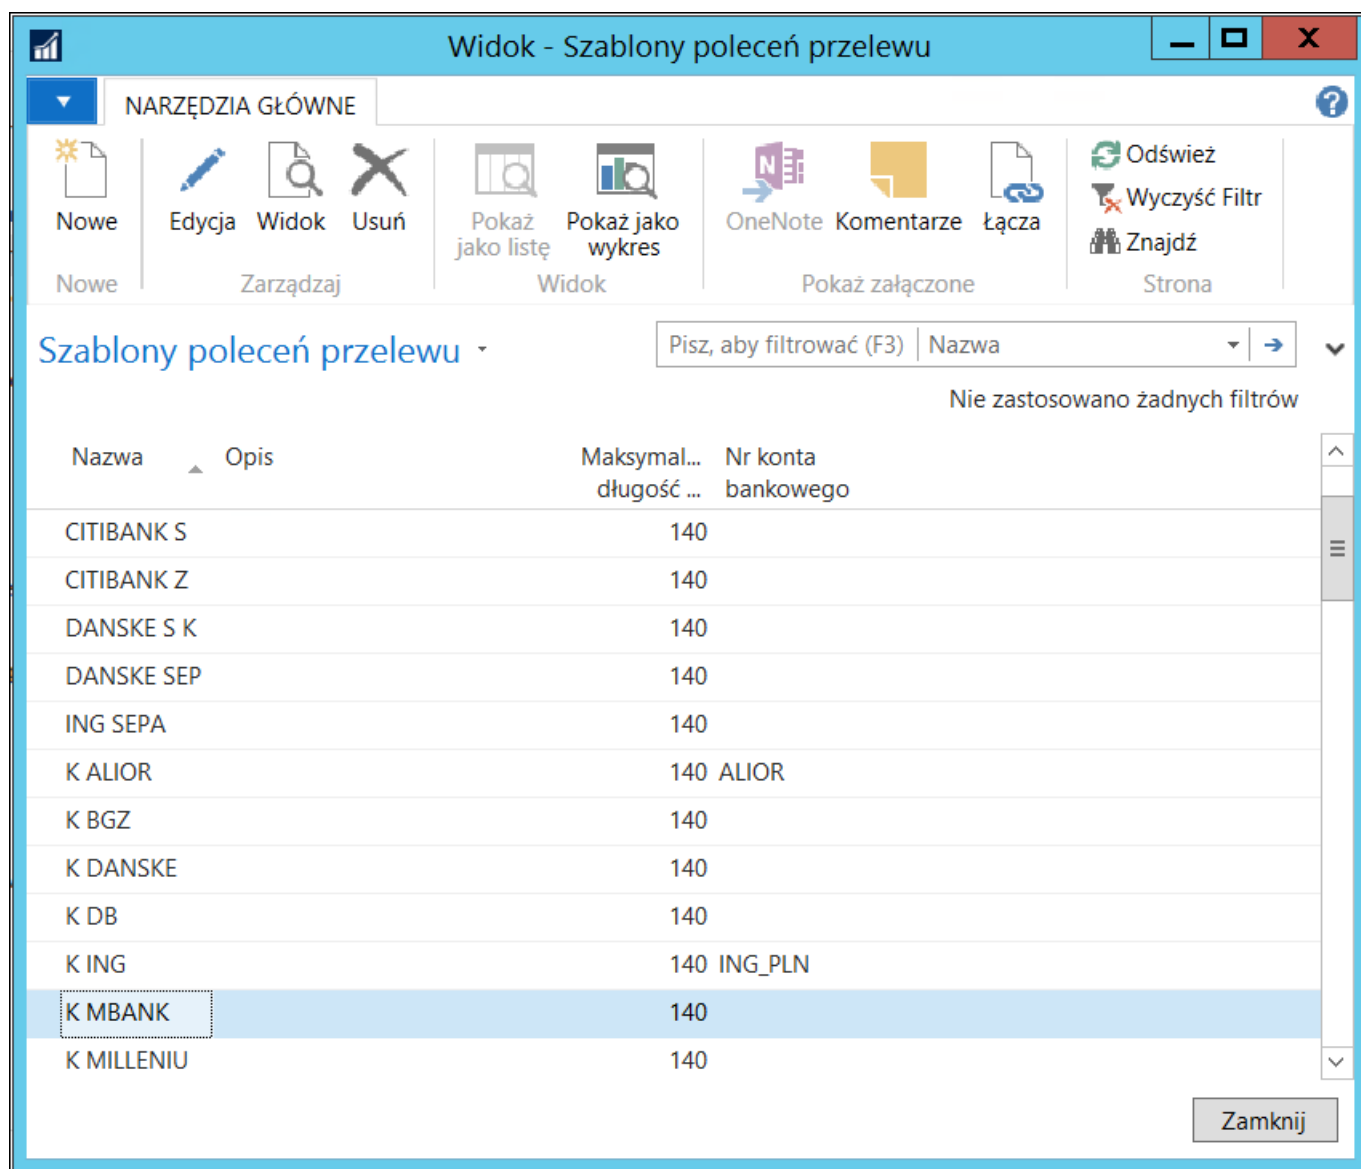 Widok - Szablony poleceń przelewu
NARZĘDZIA GŁÓWNE
Nowe
Edycja Widok Usuń
Pokaż jako listę
Pokaż jako wykres
OneNote Komentarze Łącza
Odśwież
Wyczyść Filtr
Znajdź
Nowe Zarządzaj Widok Pokaż załączone Strona
Szablony poleceń przelewu
Pisz, aby filtrować (F3) Nazwa
Nie zastosowano żadnych filtrów
Nazwa Opis Maksymal... Nr konta
długość ... bankowego
CITIBANK S 140
CITIBANK Z 140
DANSKE S K 140
DANSKE SEP 140
ING SEPA 140
K ALIOR 140 ALIOR
K BGZ 140
K DANSKE 140
K DB 140
K ING 140 ING_PLN
K MBANK 140
K MILLENIU 140
Zamknij